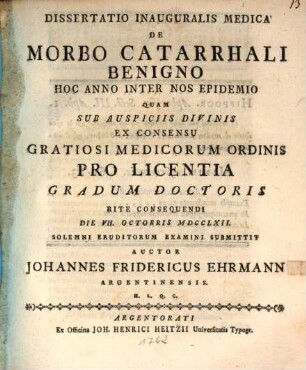 13
DISSERTATIO INAUGURALIS MEDICA
DE
MORBO CATARRHALI
BENIGNO
HOC ANNO INTER NOS EPIDEMIO
QUAM
SUB AUSPICIIS DIVINIS
EX CONSENSU
GRATIOSI MEDICORUM ORDINIS
PRO LICENTIA
GRADUM DOCTORIS
RITE CONSEQUENDI
DIE VII. OCTOBRIS MDCCLXII.
SOLEMNI ERUDITORUM EXAMINI SUBMITTIT
AUCTOR
JOHANNES FRIDERICUS EHRMANN
ARGENTINENSIS.
H. L. Q. C.
ARGENTORATI
Ex Officina JOH. HENRICI HEITZII Universitatis Typogr.
1762